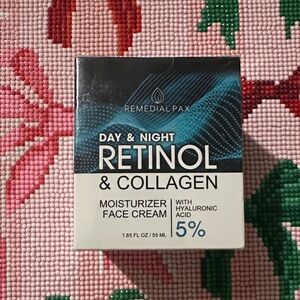 REMEDIAL PAX
DAY & NIGHT
RETINOL
& COLLAGEN
MOISTURIZER
FACE CREAM
WITH
HYALURONIC
ACID
5%
1.85 FL OZ / 55 ML